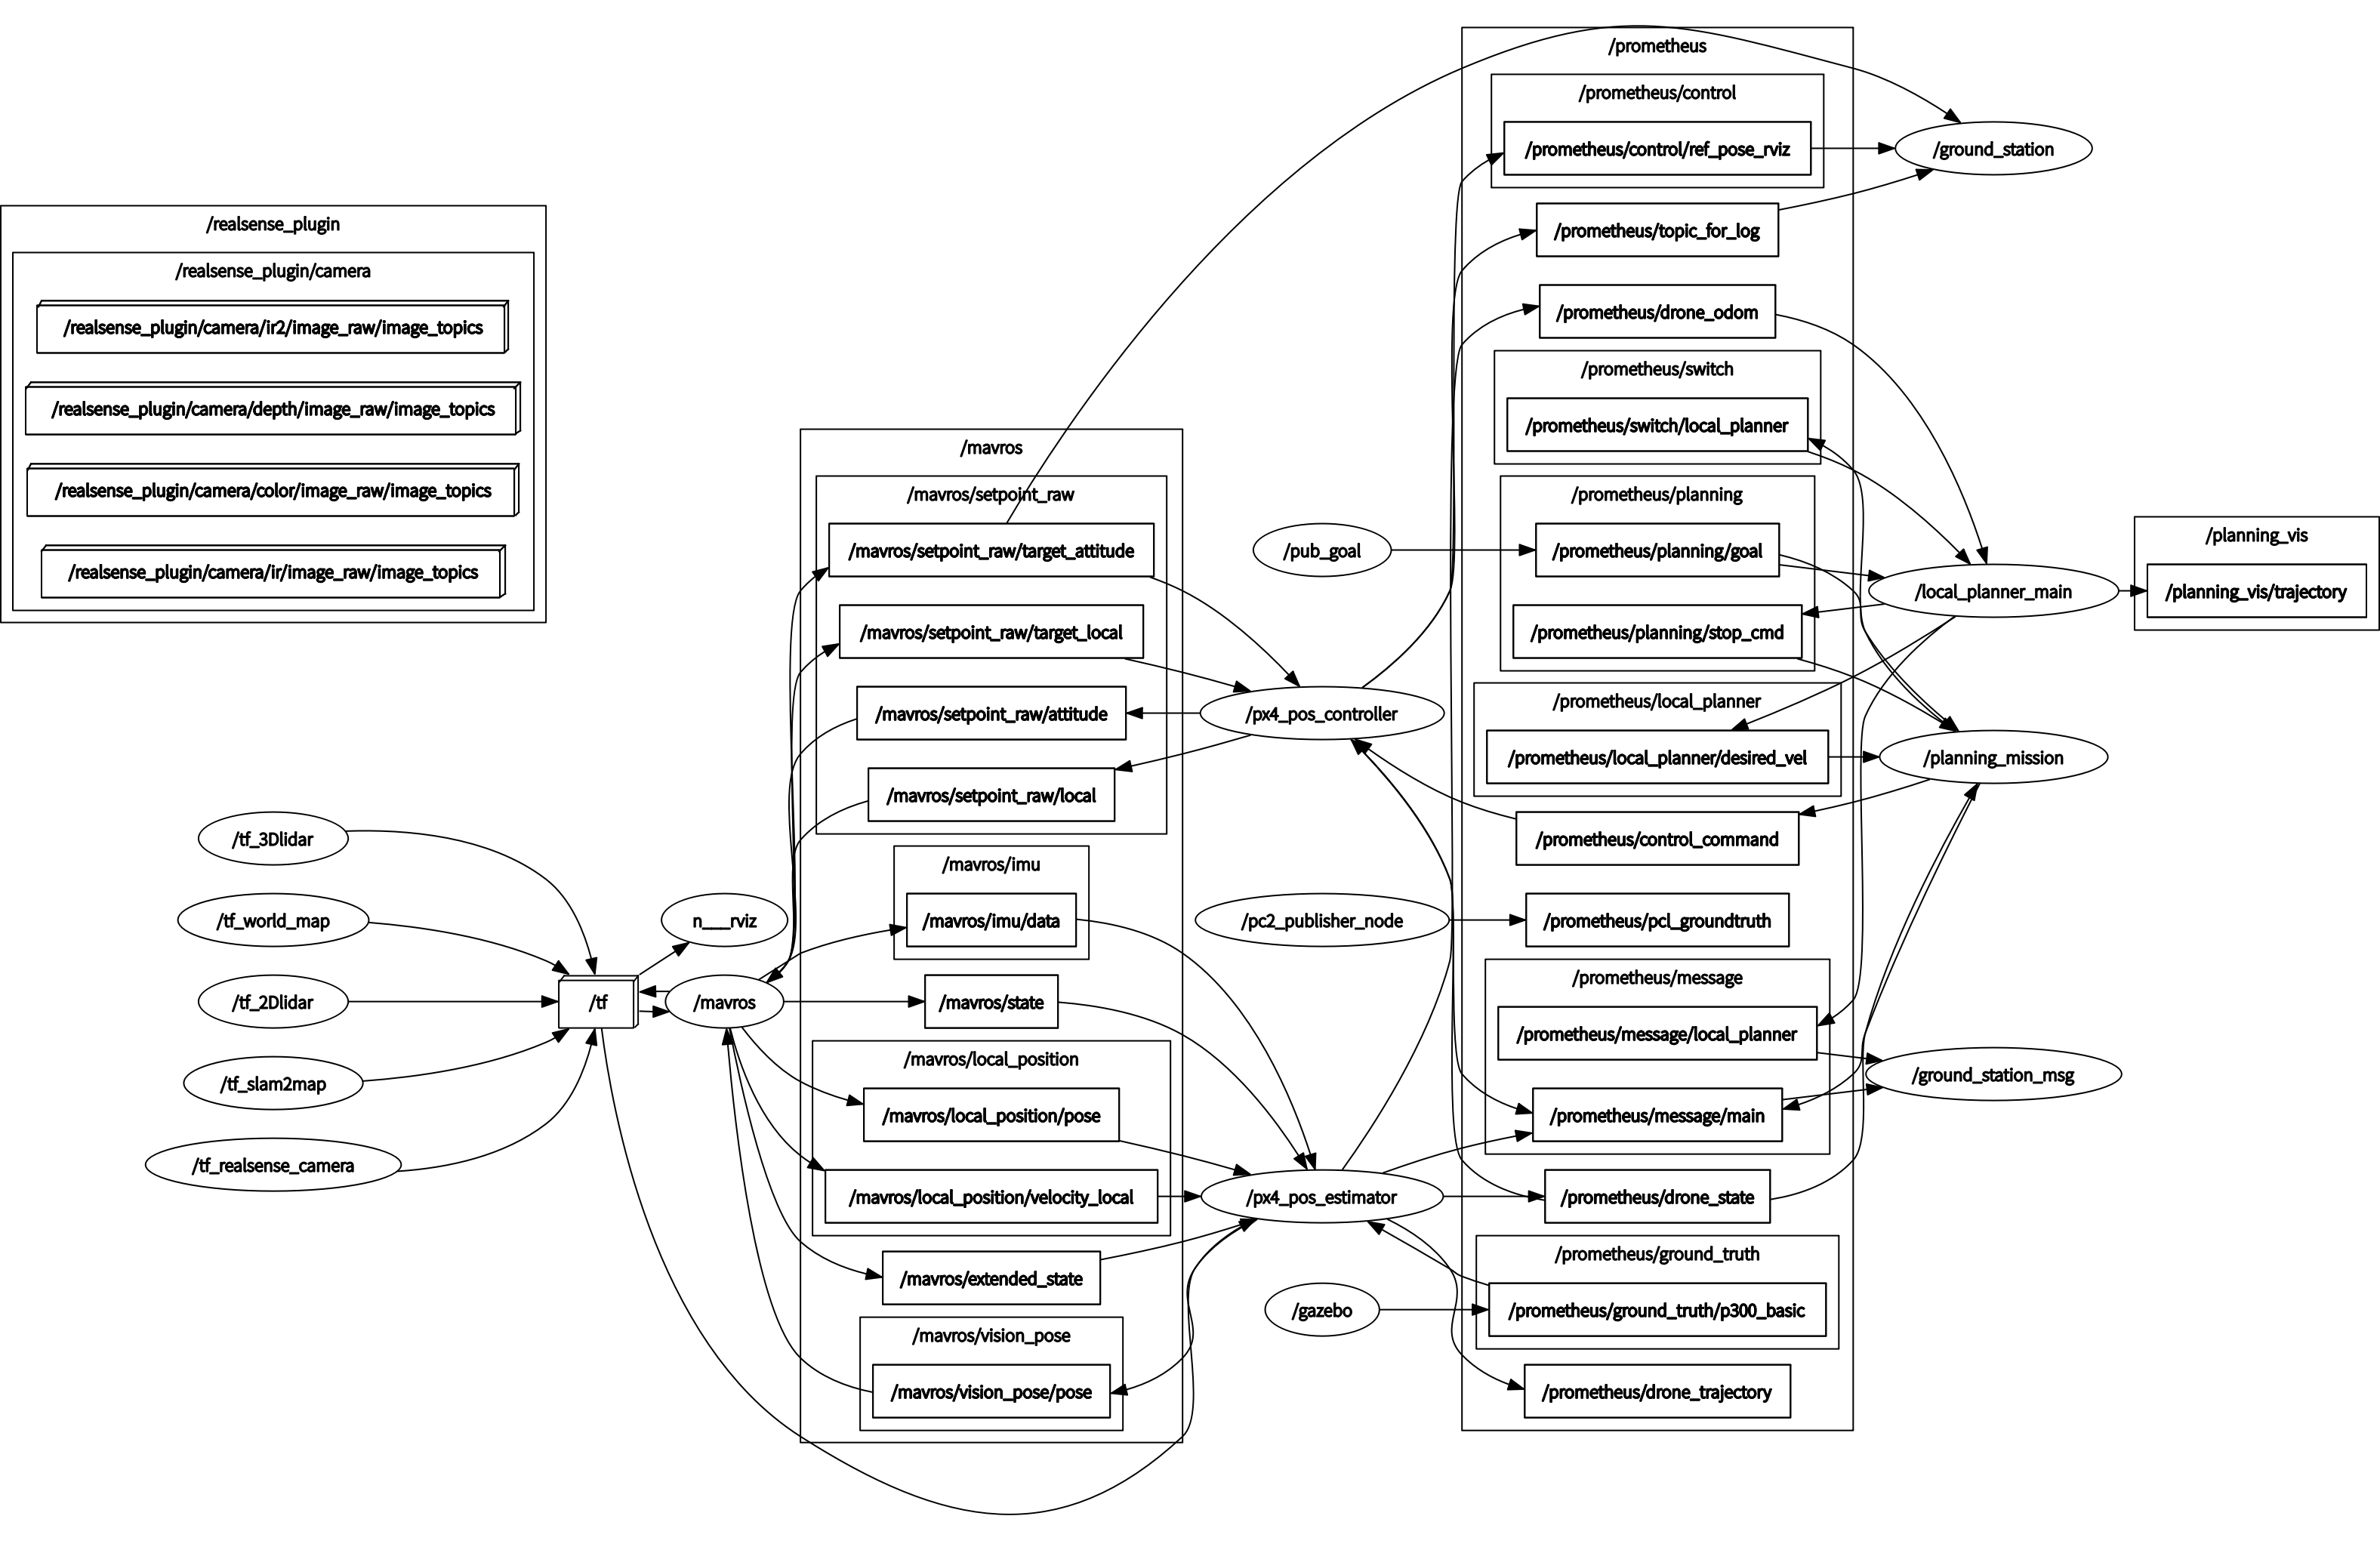 /realsense_plugin
/realsense_plugin/camera
/realsense_plugin/camera/ir2/image_raw/image_topics
/realsense_plugin/camera/depth/image_raw/image_topics
/realsense_plugin/camera/color/image_raw/image_topics
/realsense_plugin/camera/ir/image_raw/image_topics
/tf_3Dlidar
/tf_world_map
/tf_2Dlidar
/tf_slam2map
/tf_realsense_camera
/tf
n___rviz
/mavros
/mavros
/mavros/setpoint_raw
/mavros/setpoint_raw/target_attitude
/mavros/setpoint_raw/target_local
/mavros/setpoint_raw/attitude
/mavros/setpoint_raw/local
/mavros/imu
/mavros/imu/data
/mavros/state
/mavros/local_position
/mavros/local_position/pose
/mavros/local_position/velocity_local
/mavros/extended_state
/mavros/vision_pose
/mavros/vision_pose/pose
/pub_goal
/px4_pos_controller
/pc2_publisher_node
/px4_pos_estimator
/gazebo
/prometheus
/prometheus/control
/prometheus/control/ref_pose_rviz
/prometheus/topic_for_log
/prometheus/drone_odom
/prometheus/switch
/prometheus/switch/local_planner
/prometheus/planning
/prometheus/planning/goal
/prometheus/planning/stop_cmd
/prometheus/local_planner
/prometheus/local_planner/desired_vel
/prometheus/control_command
/prometheus/pcl_groundtruth
/prometheus/message
/prometheus/message/local_planner
/prometheus/message/main
/prometheus/drone_state
/prometheus/ground_truth
/prometheus/ground_truth/p300_basic
/prometheus/drone_trajectory
/ground_station
/local_planner_main
/planning_mission
/ground_station_msg
/planning_vis
/planning_vis/trajectory